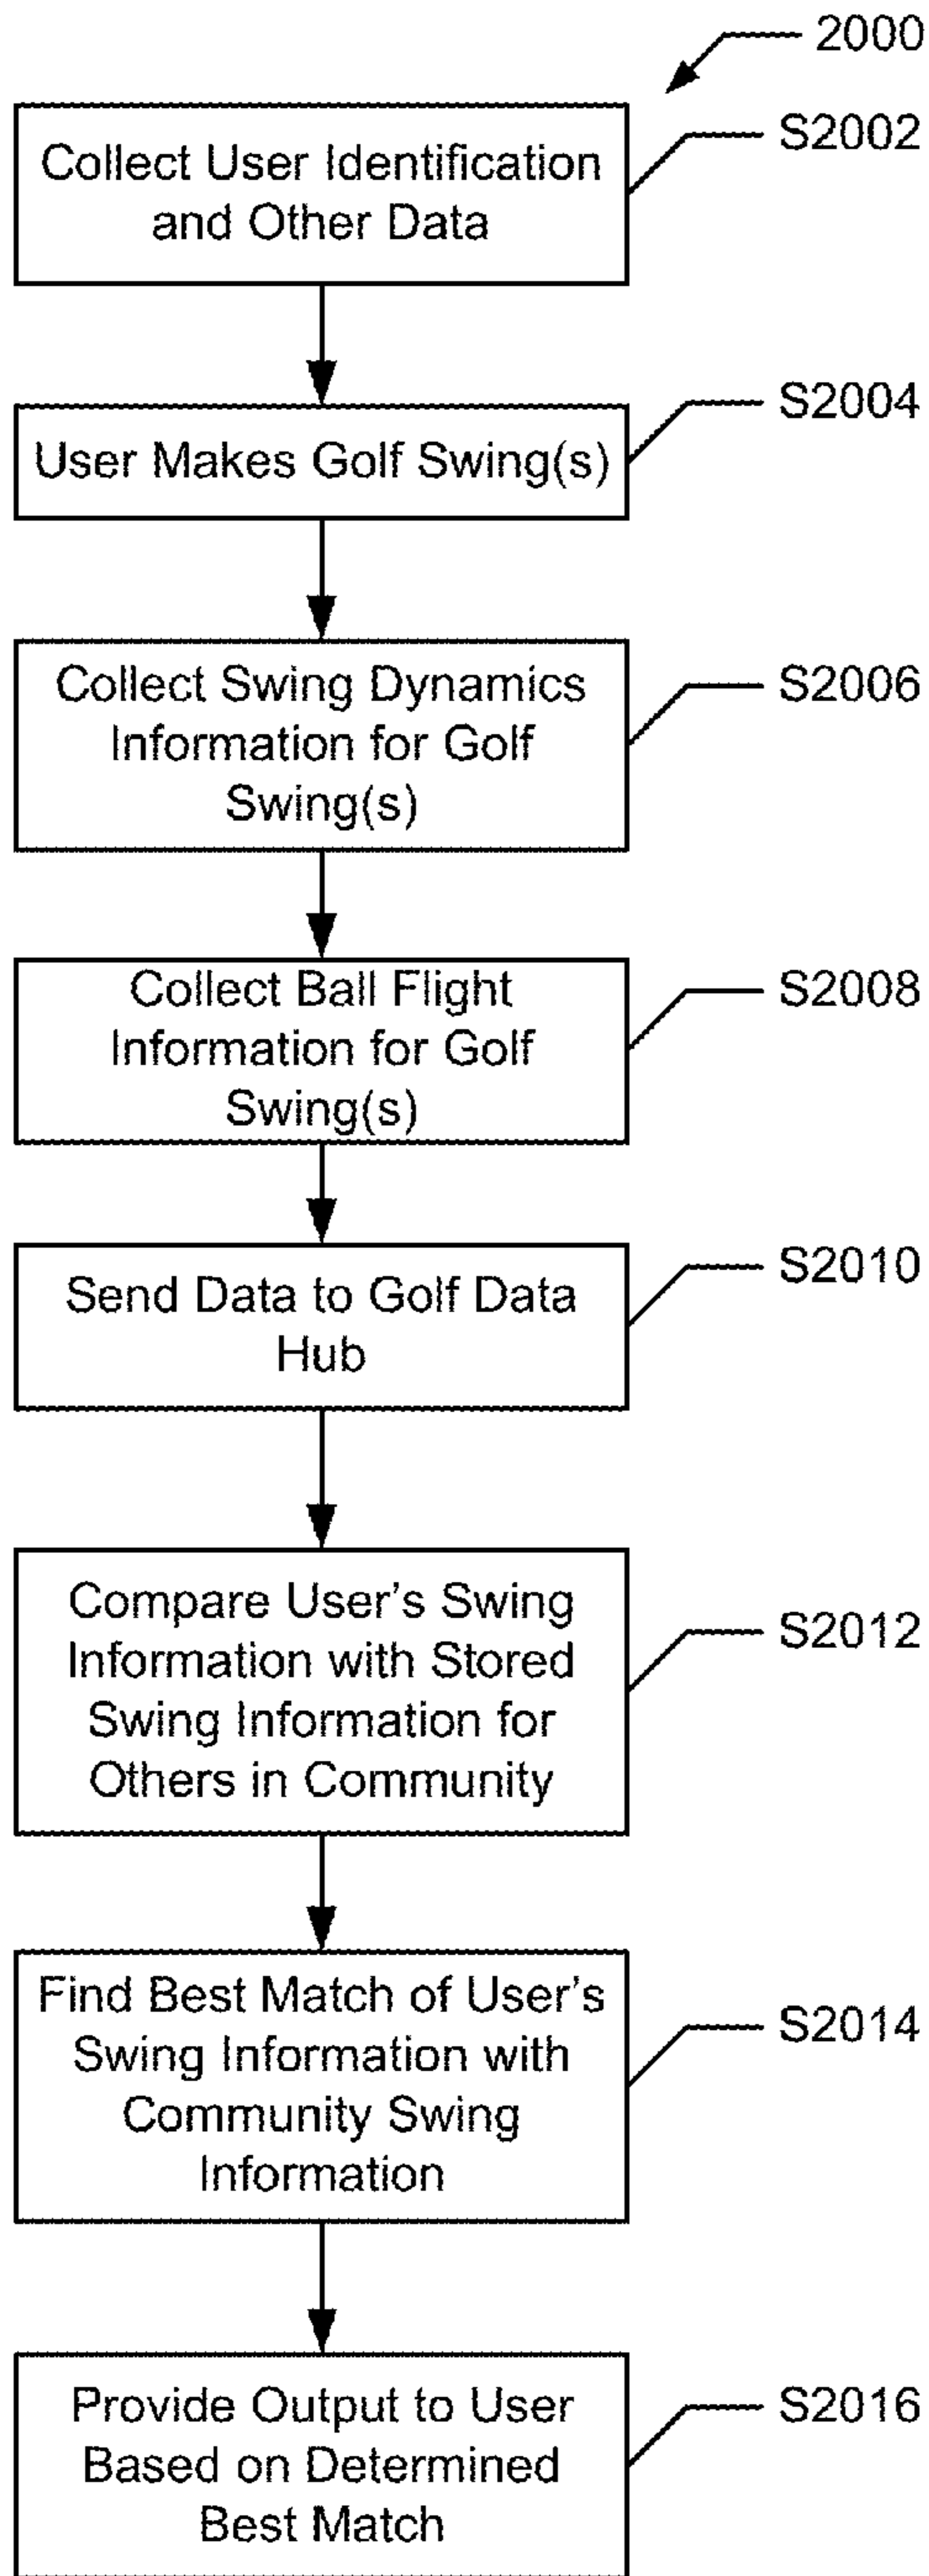 2000
S2002
Collect User Identification
and Other Data
S2004
User Makes Golf Swing(s)
S2006
Collect Swing Dynamics
Information for Golf
Swing(s)
S2008
Collect Ball Flight
Information for Golf
Swing(s)
S2010
Send Data to Golf Data
Hub
S2012
Compare User's Swing
Information with Stored
Swing Information for
Others in Community
S2014
Find Best Match of User's
Swing Information with
Community Swing
Information
S2016
Provide Output to User
Based on Determined
Best Match